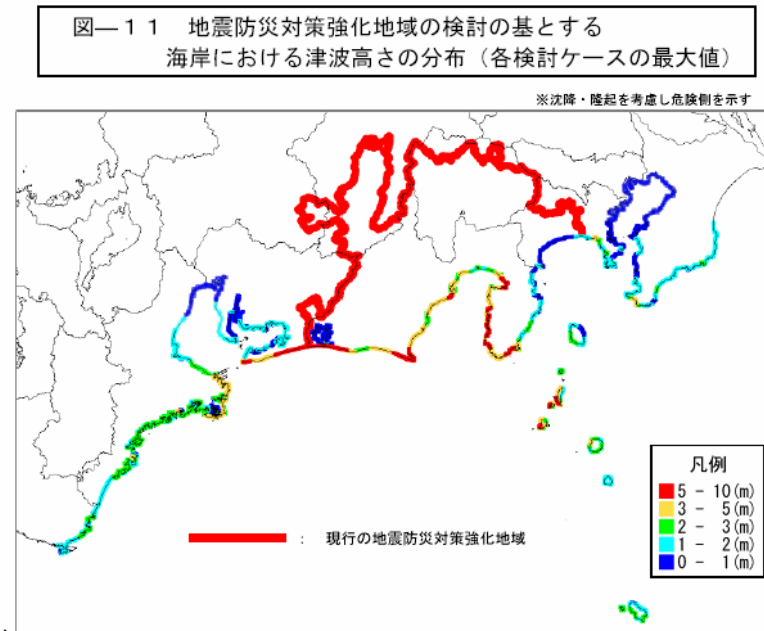 図―11 地震防災対策強化地域の検討の基とする
海岸における津波高さの分布(各検討ケースの最大値)
※沈降・隆起を考慮し危険側を示す
凡例
5 - 10(m)
3 - 5(m)
2 - 3(m)
1 - 2(m)
0 - 1(m)
: 現行の地震防災対策強化地域